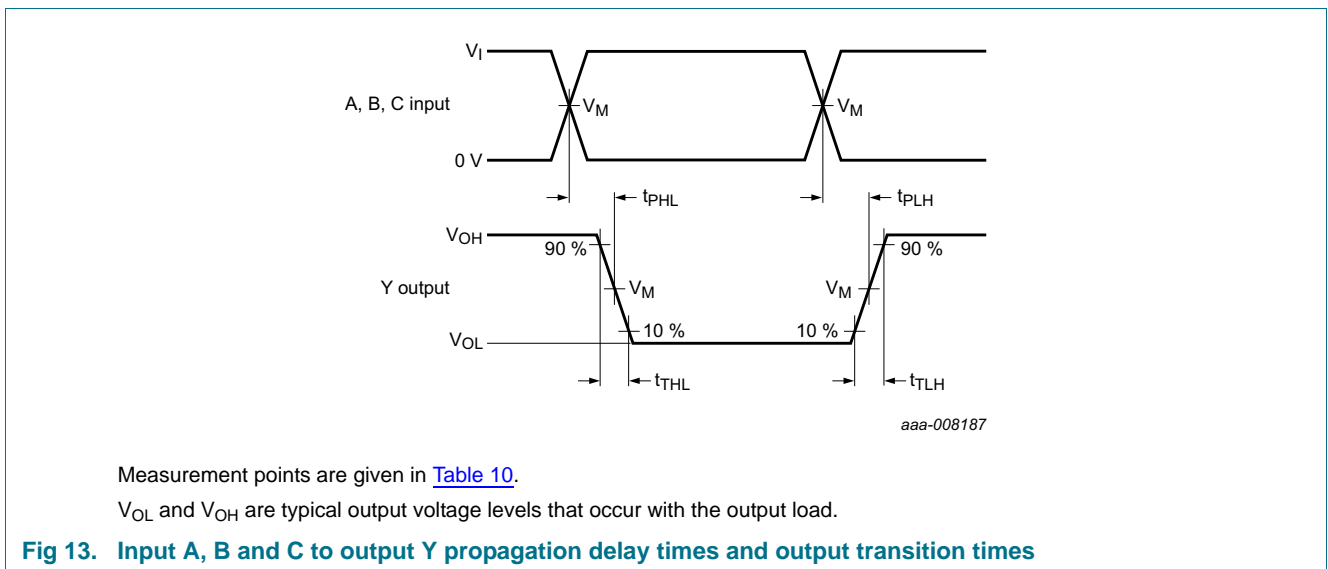 VI
A, B, C input
VM
VM
0 V
tPHL
tPLH
VOH
90 %
90 %
Y output
VM
VM
10 %
10 %
VOL
tTHL
tTLH
aaa-008187
Measurement points are given in Table 10.
VOL and VOH are typical output voltage levels that occur with the output load.
Fig 13. Input A, B and C to output Y propagation delay times and output transition times